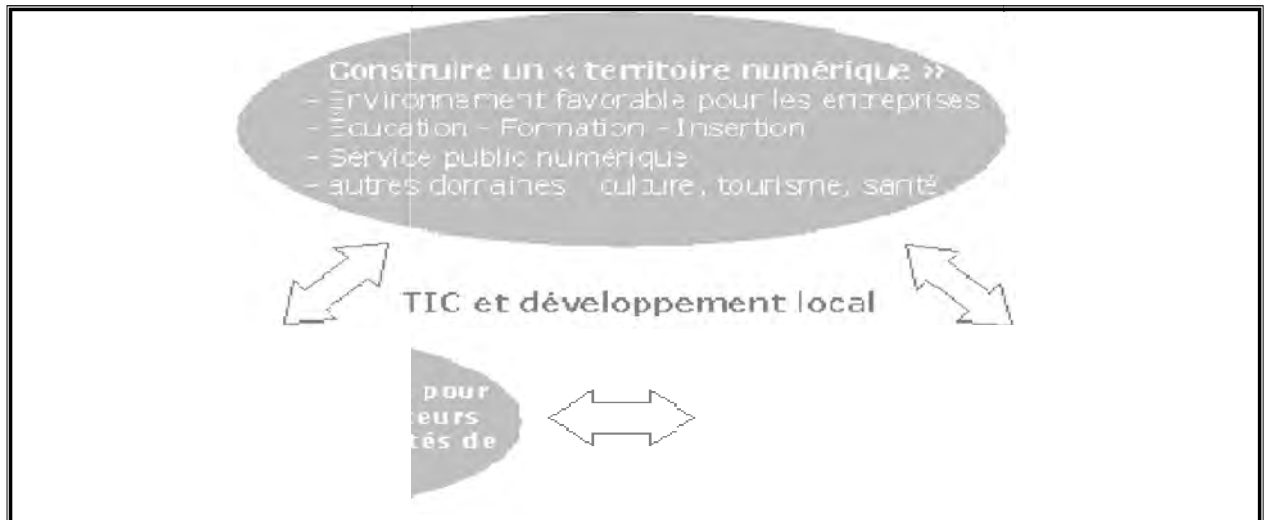 Construire un « territoire numérique »
- Environnement favorable pour les entreprises
- Education - Formation - Insertion
- Service public numérique
- autres domaines culture, tourisme, santé
TIC et développement local
pour
teurs
tés de